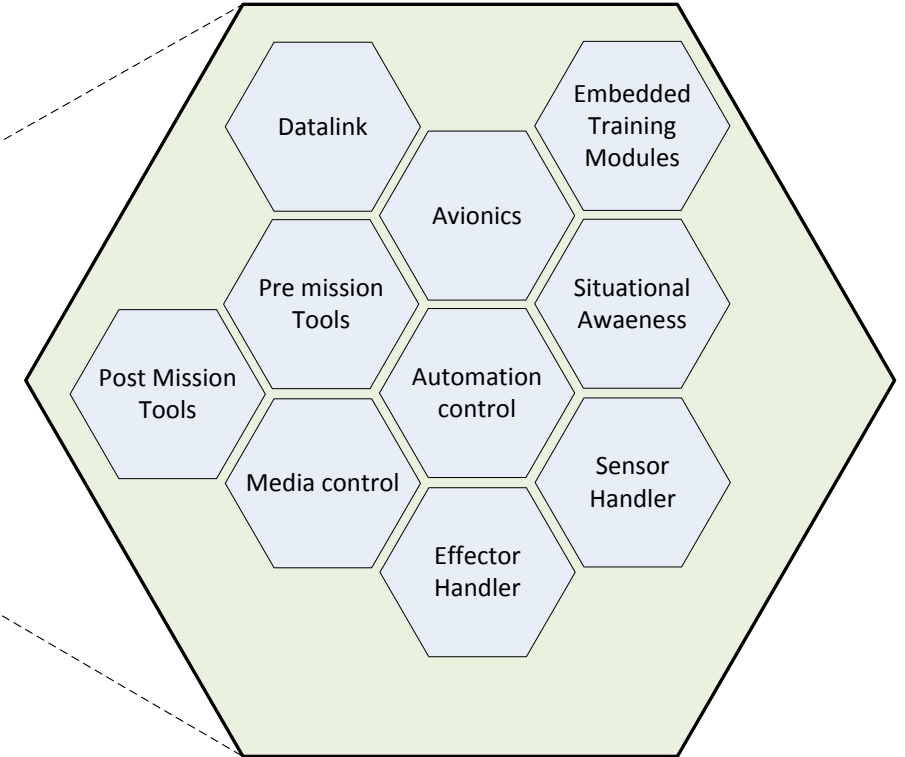 Datalink
Embedded
Training
Modules
Avionics
Pre mission
Tools
Situational
Awaeness
Post Mission
Tools
Automation
control
Media control
Sensor
Handler
Effector
Handler